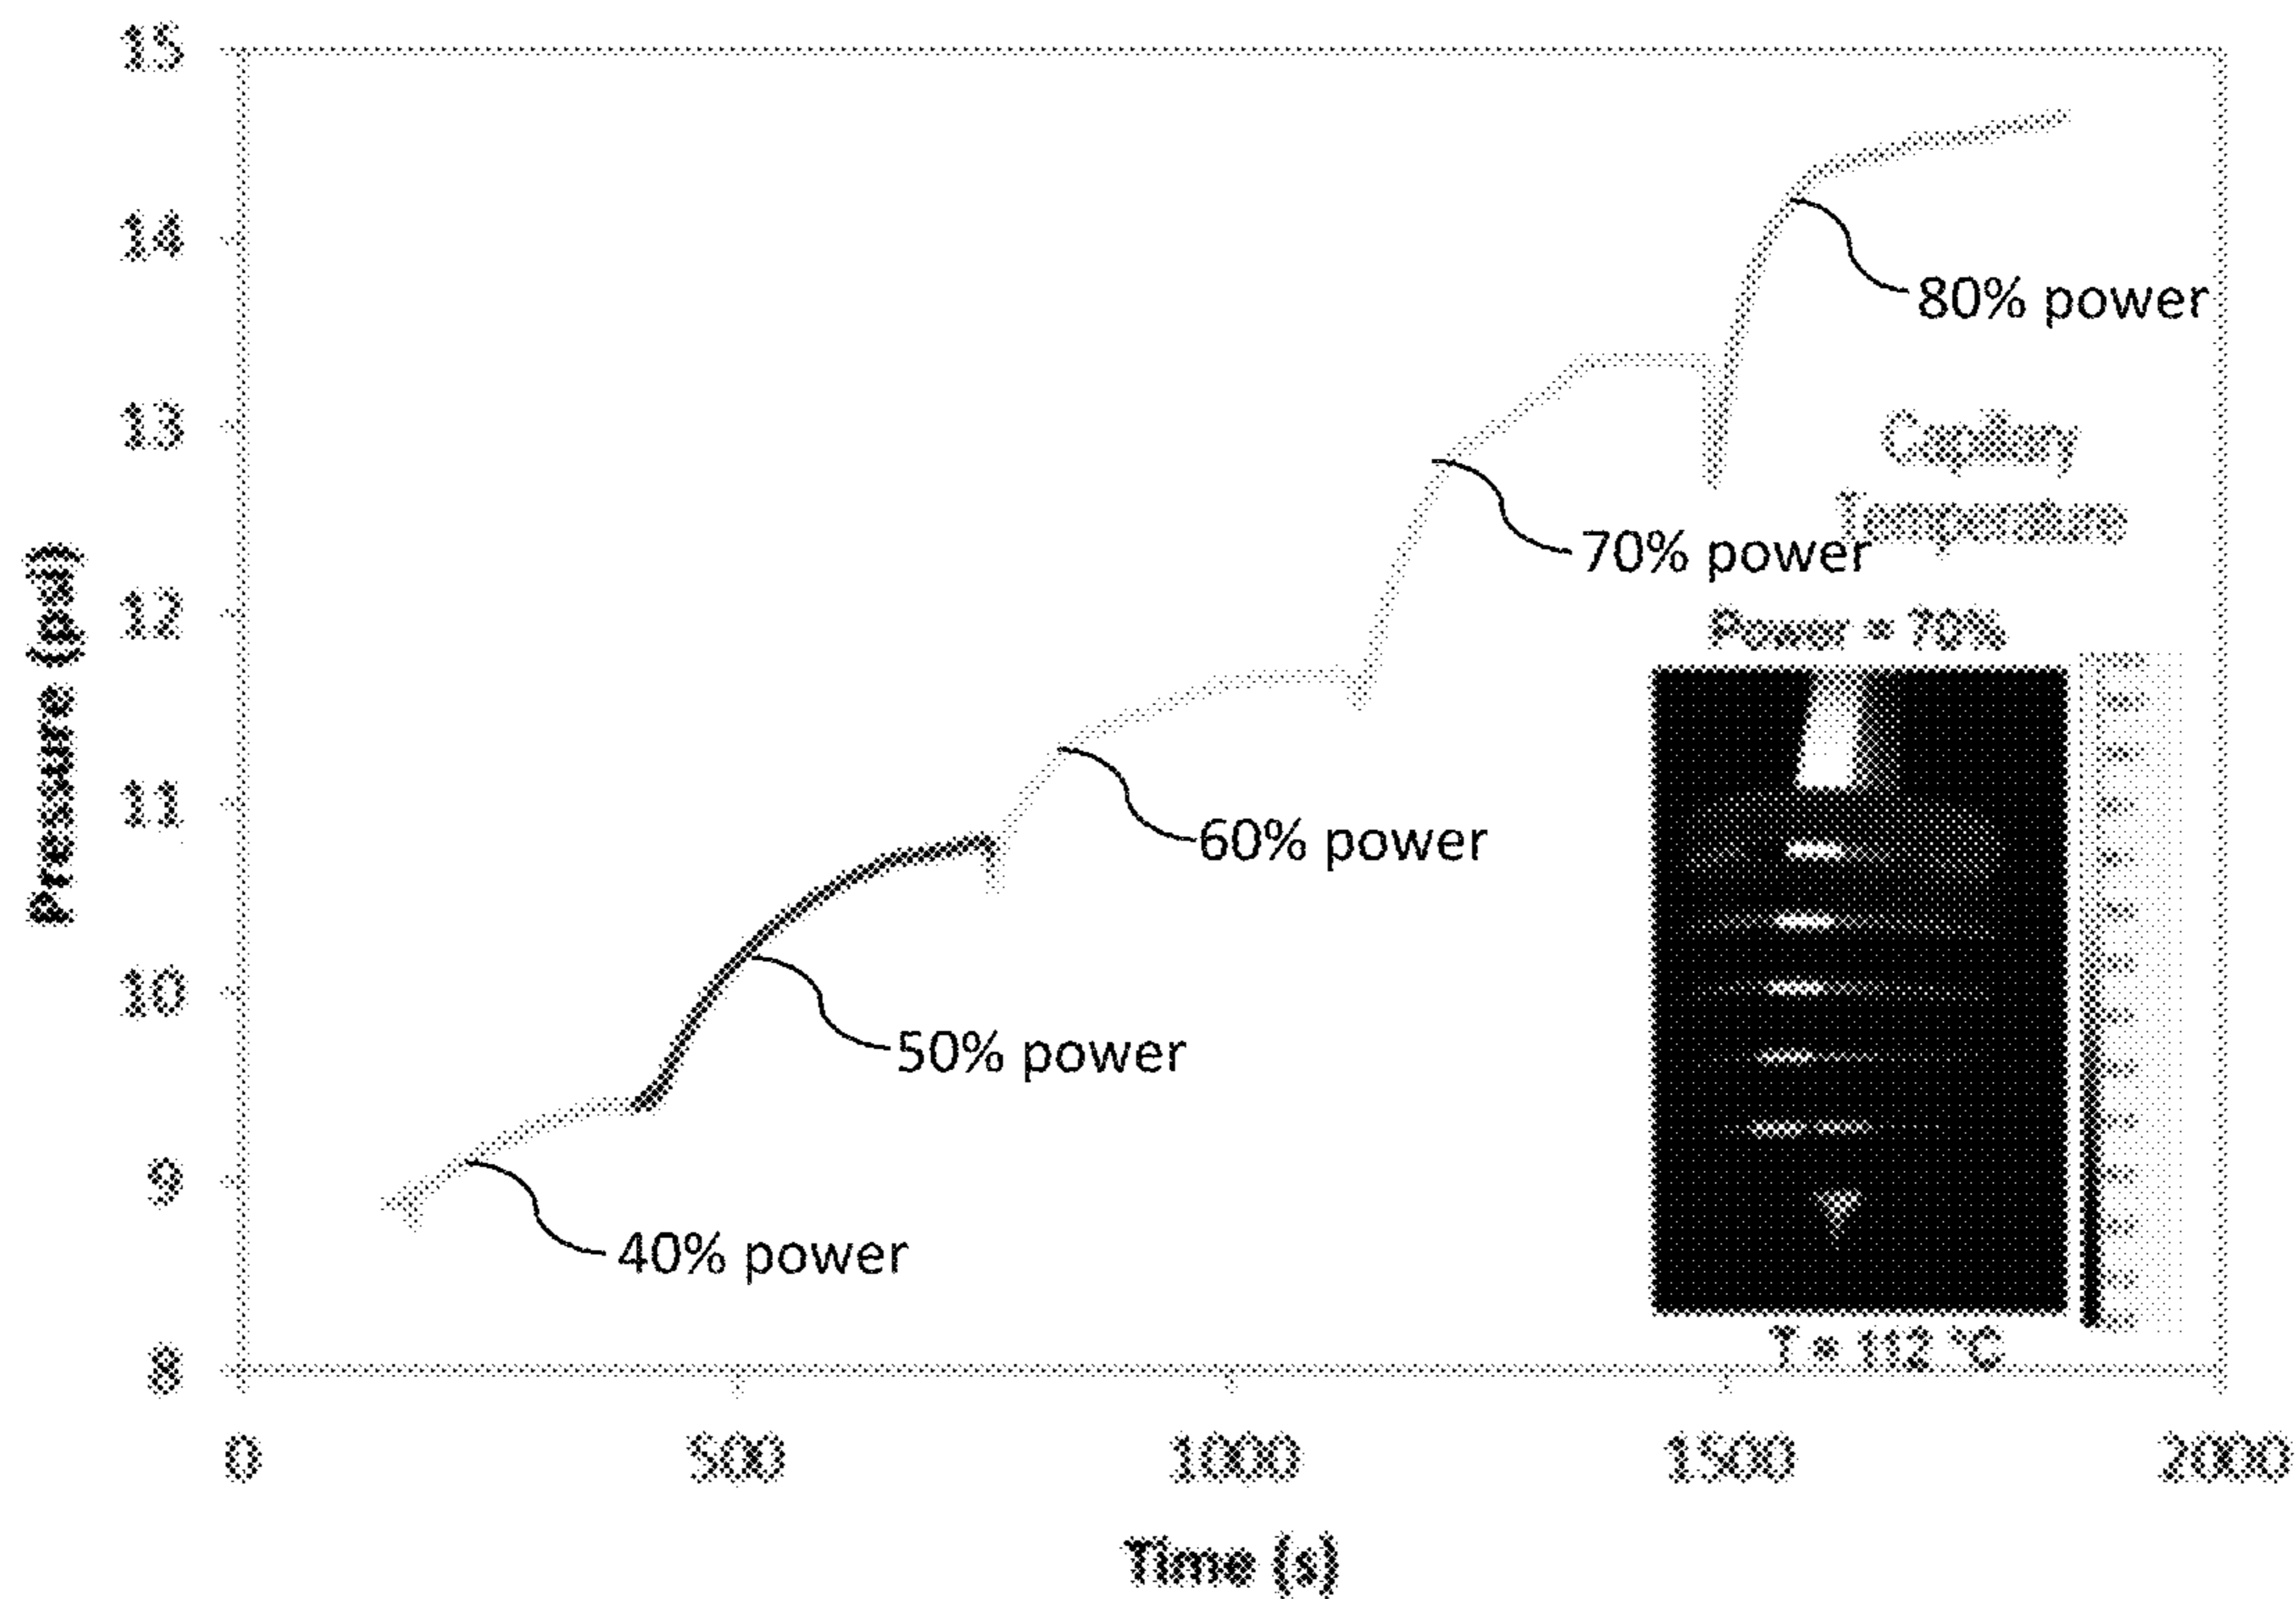 15
14
13
12
11
10
9
8
Pressure (psi)
0
500
1000
1500
2000
Time (s)
40% power
50% power
60% power
70% power
80% power
Capillary
Temperature
Power = 70%
T = 112 °C